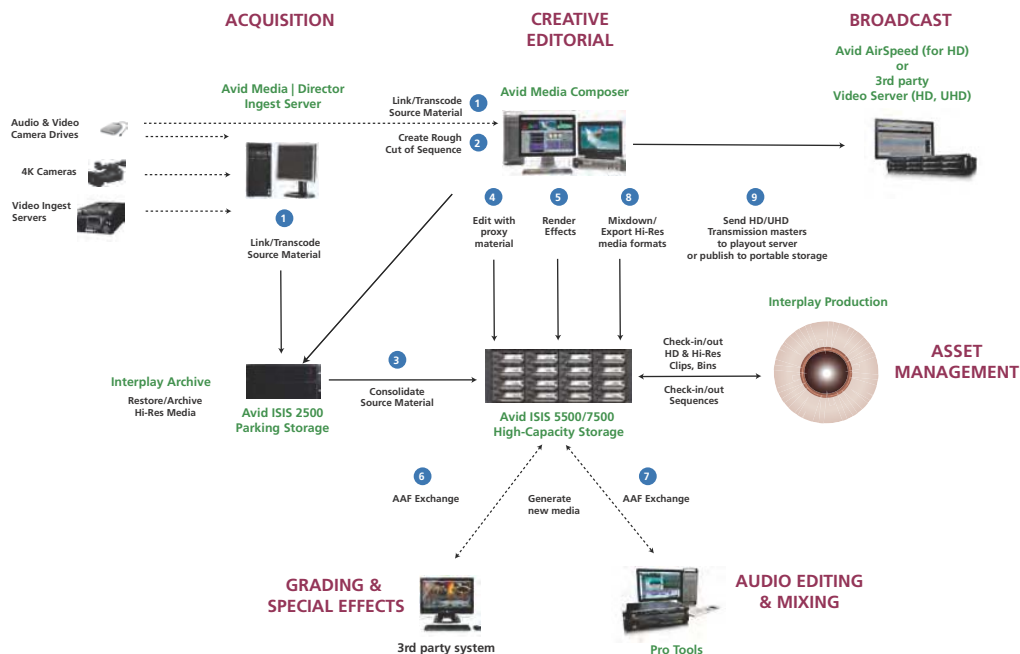 ACQUISITION
CREATIVE
EDITORIAL
BROADCAST
Avid AirSpeed (for HD)
or
3rd party
Video Server (HD, UHD)
Avid Media | Director
Ingest Server
Link/Transcode
Source Material
1
Avid Media Composer
Audio & Video
Camera Drives
Create Rough
Cut of Sequence
2
4K Cameras
Video Ingest
Servers
1
Link/Transcode
Source Material
4
Edit with
proxy
material
5
Render
Effects
8
Mixdown/
Export Hi-Res
media formats
9
Send HD/UHD
Transmission masters
to playout server
or publish to portable storage
Interplay Production
ASSET
MANAGEMENT
Check-in/out
HD & Hi-Res
Clips, Bins
Check-in/out
Sequences
3
Consolidate
Source Material
Interplay Archive
Restore/Archive
Hi-Res Media
Avid ISIS 2500
Parking Storage
Avid ISIS 5500/7500
High-Capacity Storage
6
AAF Exchange
Generate
new media
7
AAF Exchange
GRADING &
SPECIAL EFFECTS
3rd party system
AUDIO EDITING
& MIXING
Pro Tools